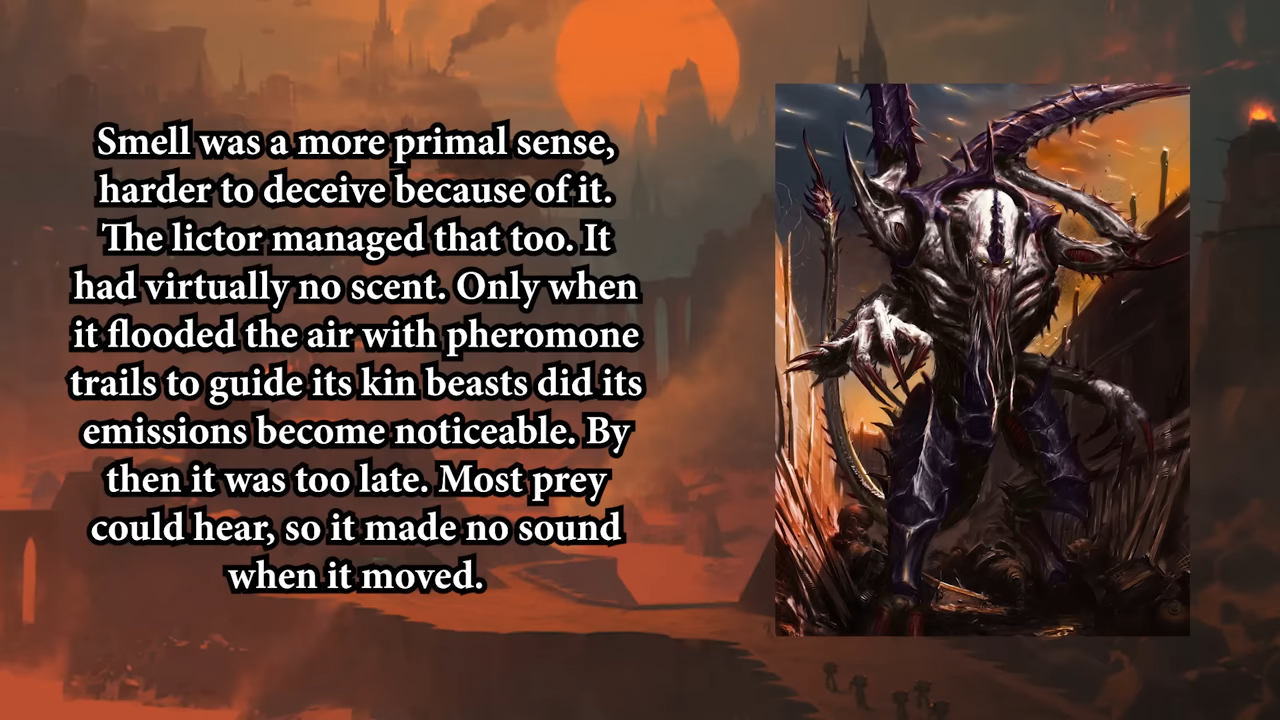 Smell was a more primal sense,
harder to deceive because of it.
The lictor managed that too. It
had virtually no scent. Only when
it flooded the air with pheromone
trails to guide its kin beasts did its
emissions become noticeable. By
then it was too late. Most prey
could hear, so it made no sound
when it moved.